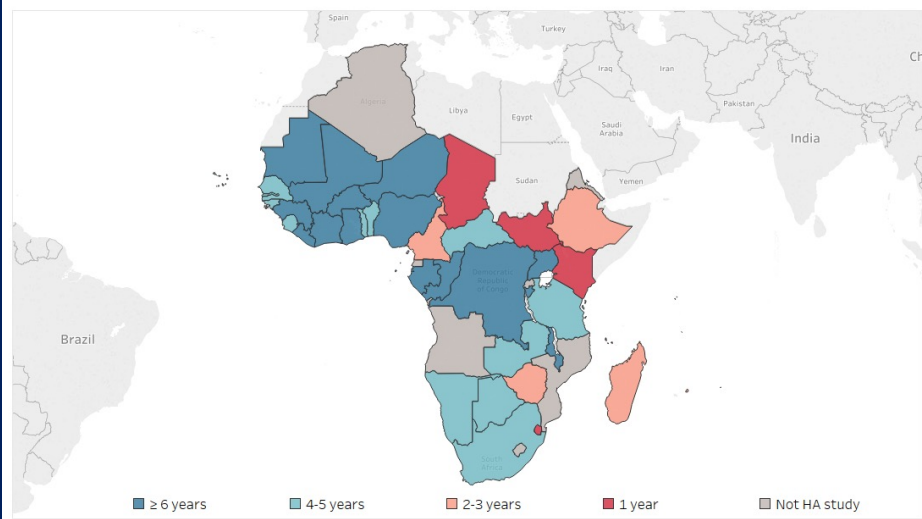 Spain
Turkey
Ch
Iraq
Iran
Algeria
Libya
Egypt
Pakistan
Saudi
Arabia
India
Sudan
Yemen
Democratic
Republic
of Congo
Brazil
South
Africa
≥ 6 years
4-5 years
2-3 years
1 year
Not HA study